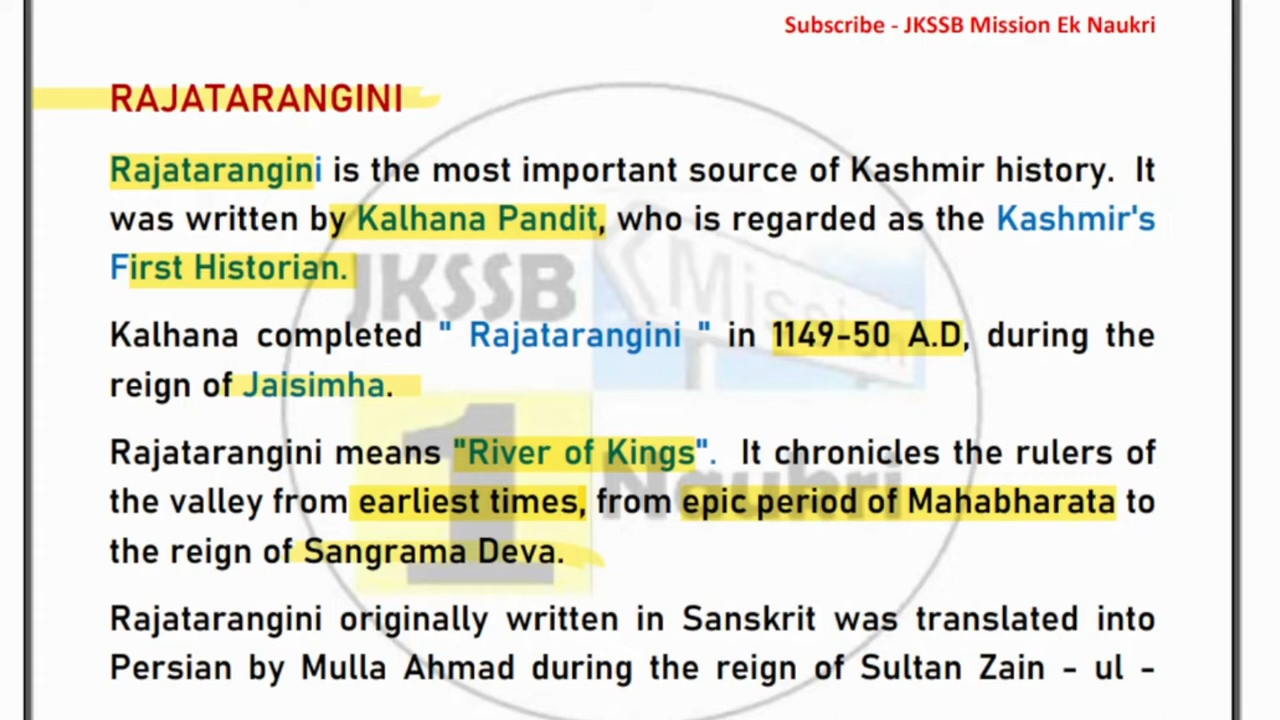 Subscribe - JKSSB Mission Ek Naukri
RAJATARANGINI
Rajatarangini is the most important source of Kashmir history. It
was written by Kalhana Pandit, who is regarded as the Kashmir's
First Historian.
Kalhana completed " Rajatarangini " in 1149-50 A.D, during the
reign of Jaisimha.
Rajatarangini means "River of Kings". It chronicles the rulers of
the valley from earliest times, from epic period of Mahabharata to
the reign of Sangrama Deva.
Rajatarangini originally written in Sanskrit was translated into
Persian by Mulla Ahmad during the reign of Sultan Zain - ul -
JKSSB
Mission
1
Naukri